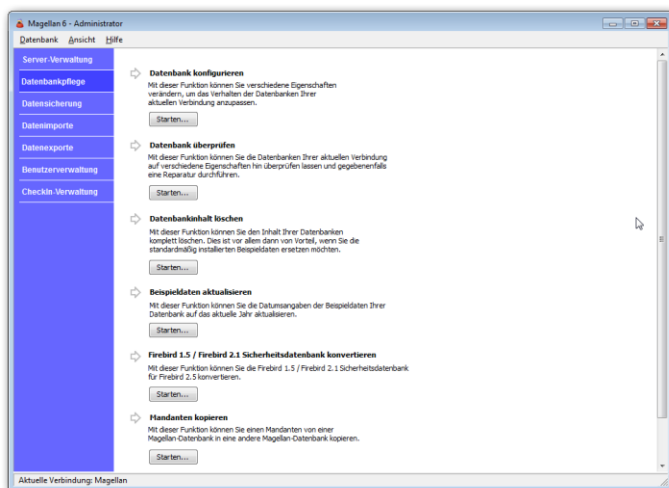 Magellan 6 - Administrator
Datenbank Ansicht Hilfe
Server-Verwaltung
Datenbankpflege
Datensicherung
Datenimporte
Datenexporte
Benutzerverwaltung
CheckIn-Verwaltung
Datenbank konfigurieren
Mit dieser Funktion können Sie verschiedene Eigenschaften
verändern, um das Verhalten der Datenbanken Ihrer
aktuellen Verbindung anzupassen.
Starten...
Datenbank überprüfen
Mit dieser Funktion können Sie die Datenbanken Ihrer aktuellen Verbindung
auf verschiedene Eigenschaften hin überprüfen lassen und gegebenenfalls
eine Reparatur durchführen.
Starten...
Datenbankinhalt löschen
Mit dieser Funktion können Sie den Inhalt Ihrer Datenbanken
komplett löschen. Dies ist vor allem dann von Vorteil, wenn Sie die
standardmäßig installierten Beispieldaten ersetzen möchten.
Starten...
Beispieldaten aktualisieren
Mit dieser Funktion können Sie die Datumsangaben der Beispieldaten Ihrer
Datenbank auf das aktuelle Jahr aktualisieren.
Starten...
Firebird 1.5 / Firebird 2.1 Sicherheitsdatenbank konvertieren
Mit dieser Funktion können Sie die Firebird 1.5 / Firebird 2.1 Sicherheitsdatenbank
für Firebird 2.5 konvertieren.
Starten...
Mandanten kopieren
Mit dieser Funktion können Sie einen Mandanten von einer
Magellan-Datenbank in eine andere Magellan-Datenbank kopieren.
Starten...
Aktuelle Verbindung: Magellan